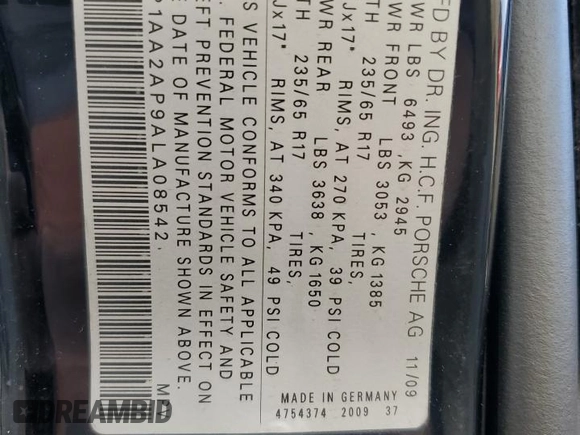 FD BY DR. ING. H.C.F. PORSCHE AG 11/09
WR LBS 6493 ,KG 2945
WR FRONT LBS 3053 ,KG 1385
TH 235/65 R17 TIRES,
Jx17" RIMS, AT 270 KPA, 39 PSI COLD
WR REAR LBS 3638 ,KG 1650
TH 235/65 R17 TIRES,
Jx17" RIMS, AT 340 KPA, 49 PSI COLD
S VEHICLE CONFORMS TO ALL APPLICABLE
. FEDERAL MOTOR VEHICLE SAFETY AND
EFT PREVENTION STANDARDS IN EFFECT ON
E DATE OF MANUFACTURE SHOWN ABOVE.
P1AA2AP9ALA08542.
MADE IN GERMANY
4754374 2009 37
DREAMBID